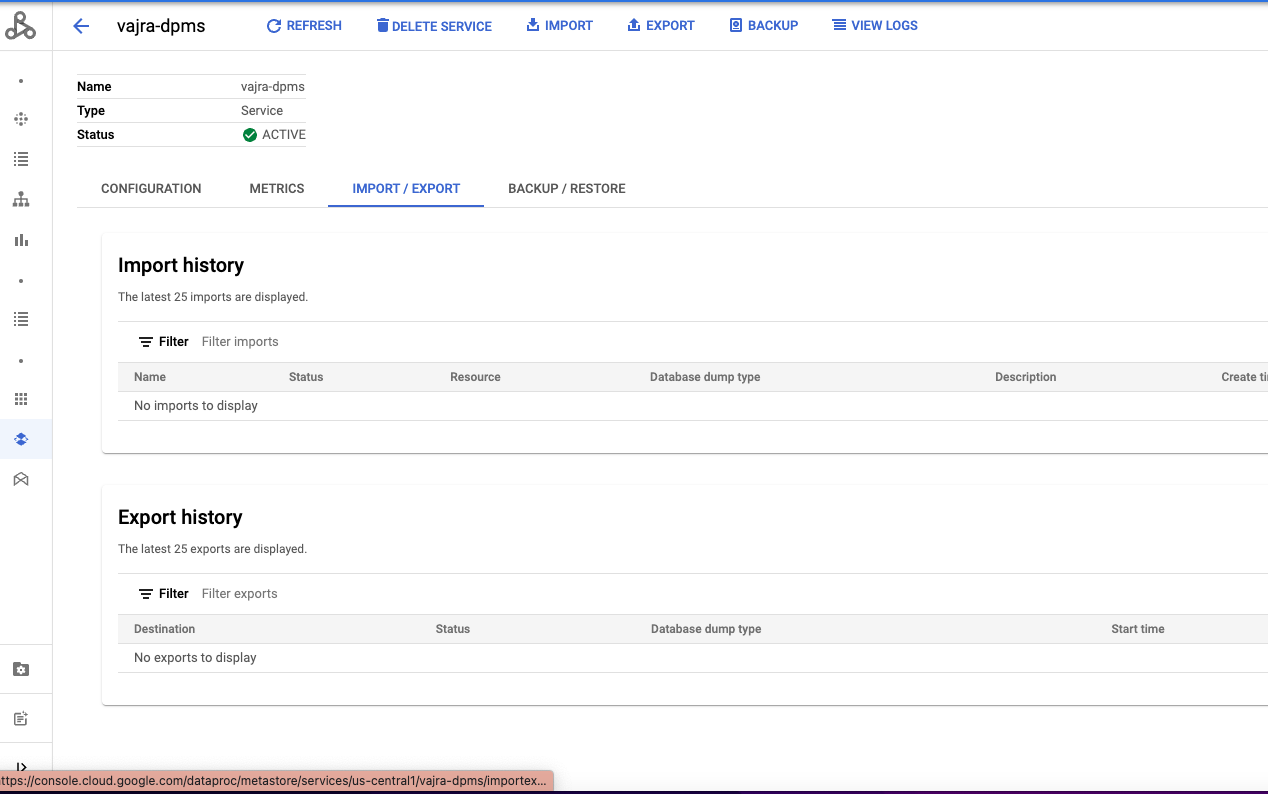 vajra-dpms REFRESH DELETE SERVICE IMPORT EXPORT BACKUP VIEW LOGS
Name vajra-dpms
Type Service
Status ACTIVE
CONFIGURATION METRICS IMPORT / EXPORT BACKUP / RESTORE
Import history
The latest 25 imports are displayed.
Filter Filter imports
Name Status Resource Database dump type Description Create ti
No imports to display
Export history
The latest 25 exports are displayed.
Filter Filter exports
Destination Status Database dump type Start time
No exports to display
ttps://console.cloud.google.com/dataproc/metastore/services/us-central1/vajra-dpms/importex...